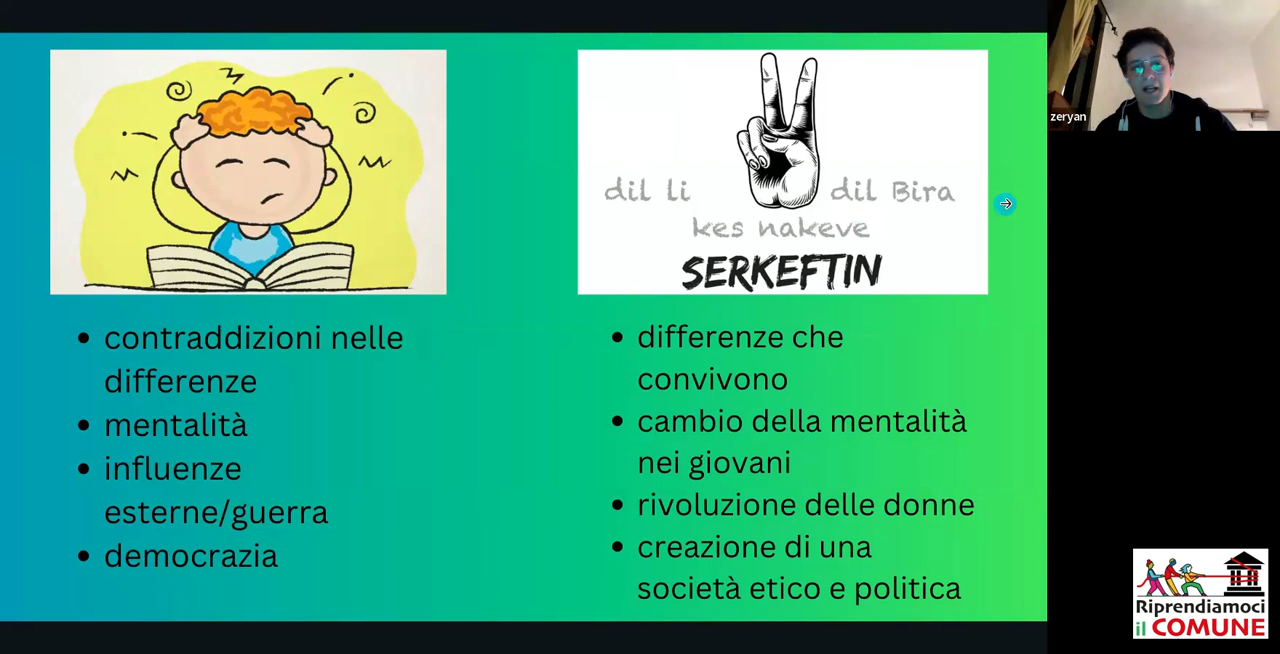 dil li dil Bira
kes nakeve
SERKEFTIN
contraddizioni nelle
differenze
mentalità
influenze
esterne/guerra
democrazia
differenze che
convivono
cambio della mentalità
nei giovani
rivoluzione delle donne
creazione di una
società etico e politica
zeryan
Riprendiamoci
il COMUNE